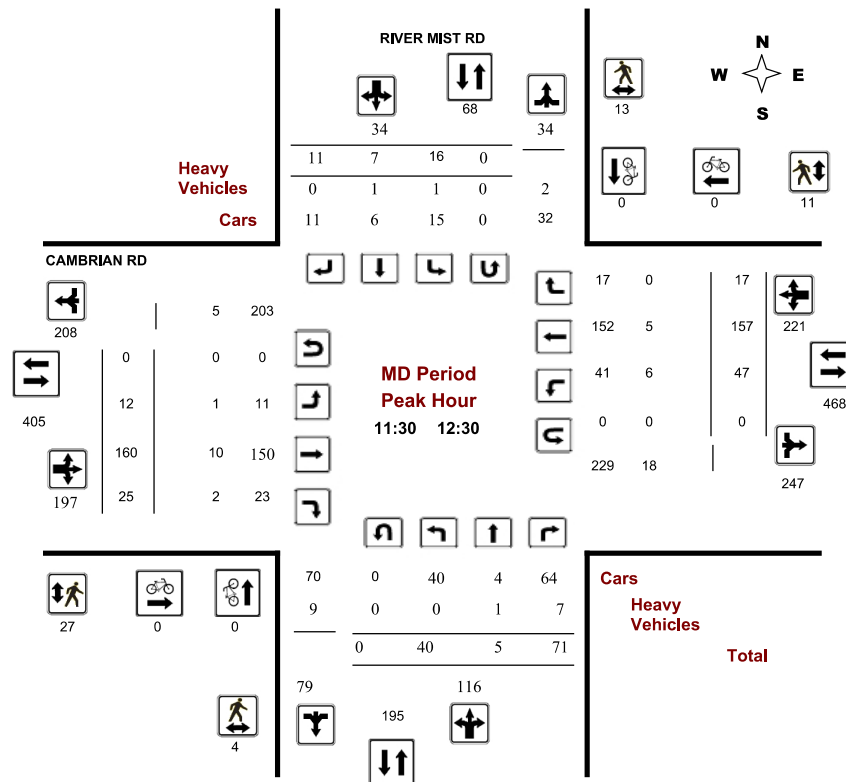 RIVER MIST RD
N
W E
S
68
13
34 34
11 7 16 0
Heavy
Vehicles
0 1 1 0 2
0 0 11
Cars
11 6 15 0 32
CAMBRIAN RD
208
5 203
17 0 17
221
0 0 0
152 5 157
405
12 1 11
MD Period
Peak Hour
11:30 12:30
41 6 47
468
160 10 150
0 0 0
197
25 2 23
229 18
247
70 0 40 4 64
Cars
9 0 0 1 7
Heavy
Vehicles
27 0 0
0 40 5 71
Total
79 116
195
4